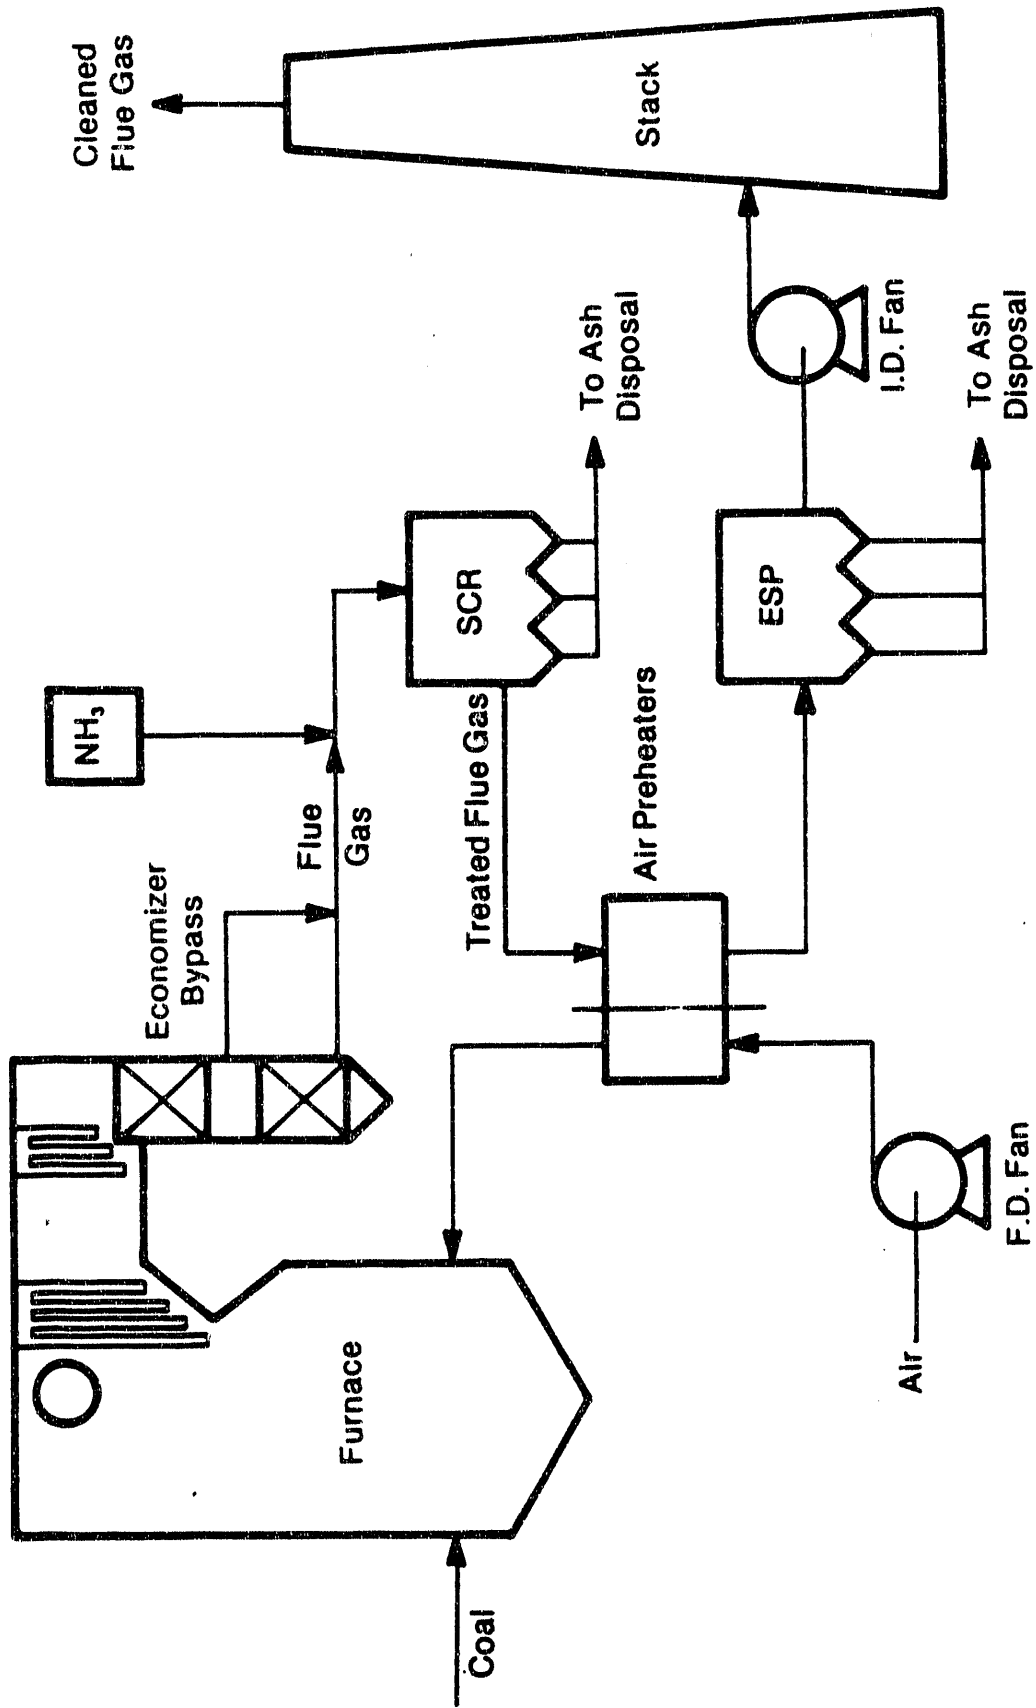 Cleaned
Flue Gas
NH₃
Economizer
Bypass
Flue
Gas
Stack
SCR
To Ash
Disposal
Furnace
Treated Flue Gas
Air Preheaters
Coal
ESP
I.D. Fan
To Ash
Disposal
Air
F.D. Fan